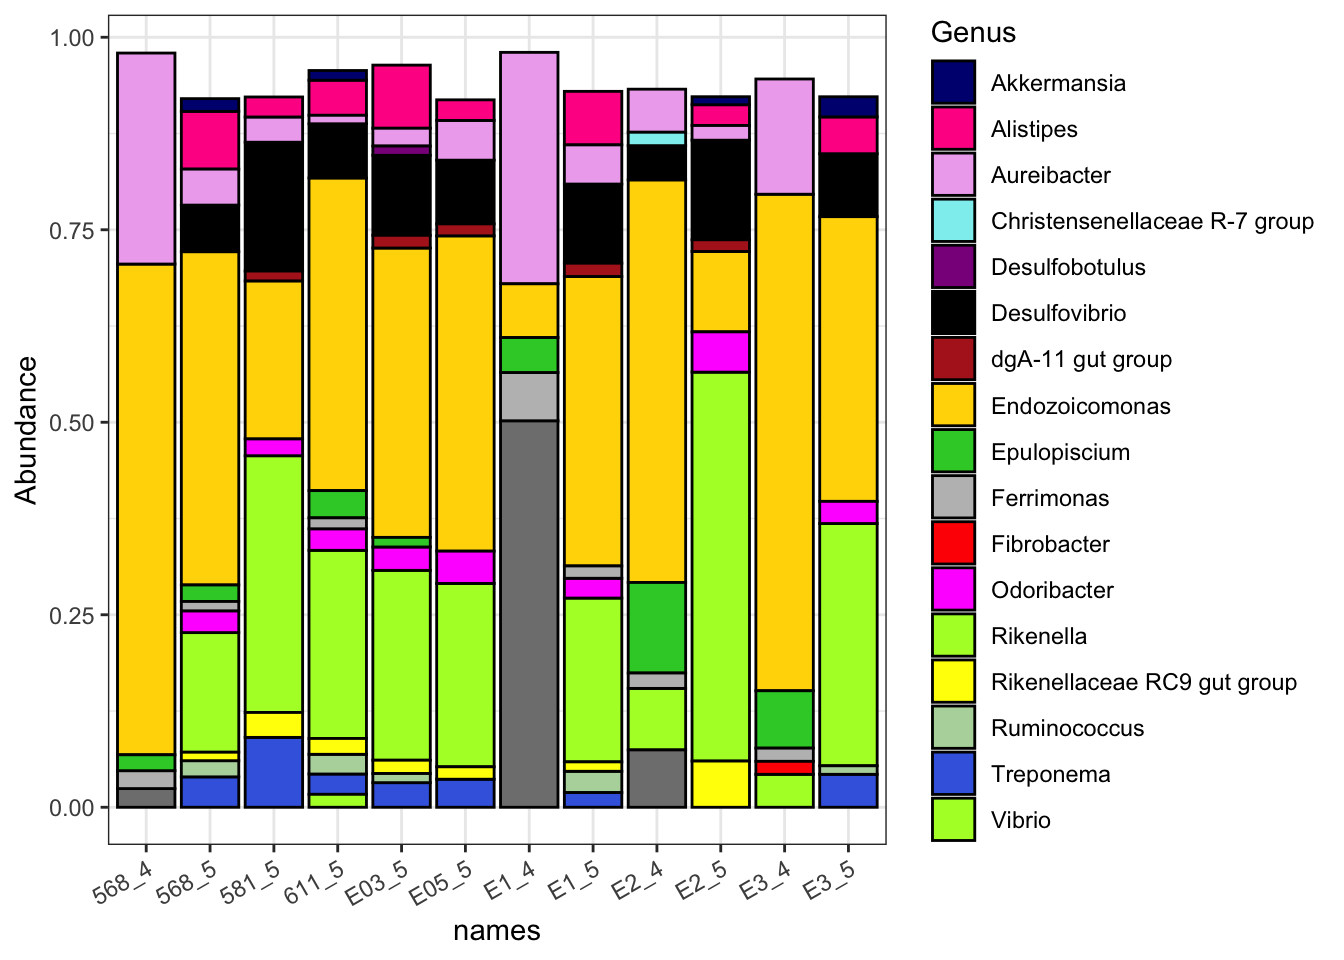 Genus
Akkermansia
Alistipes
Aureibacter
Christensenellaceae R-7 group
Desulfobotulus
Desulfovibrio
dgA-11 gut group
Endozoicomonas
Epulopiscium
Ferrimonas
Fibrobacter
Odoribacter
Rikenella
Rikenellaceae RC9 gut group
Ruminococcus
Treponema
Vibrio
Abundance
1.00
0.75
0.50
0.25
0.00
568_4
568_5
581_5
611_5
E03_5
E05_5
E1_4
E1_5
E2_4
E2_5
E3_4
E3_5
names